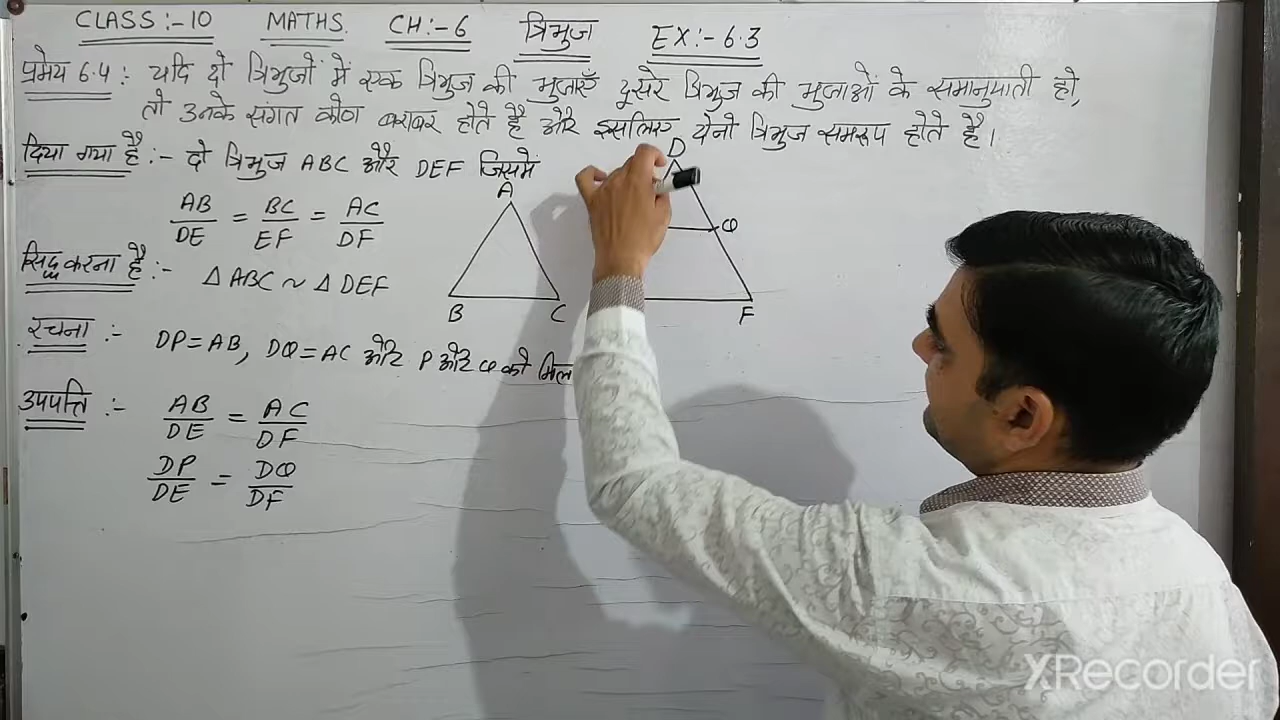 CLASS:-10 MATHS. CH:-6 त्रिभुज EX:-6.3
प्रमेय 6.4:- यदि दो त्रिभुजों में एक त्रिभुज की भुजाएँ दूसरे त्रिभुज की भुजाओं के समानुपाती हो,
तो उनके संगत कोण बराबर होते है और इसलिए दोनो त्रिभुज समरूप होते है।
दिया गया है:- दो त्रिभुज ABC और DEF जिसमें
AB/DE = BC/EF = AC/DF
सिद्ध करना है:- △ABC ~ △DEF
रचना:- DP=AB, DQ=AC और P और Q को
उपपत्ति:- AB/DE = AC/DF
DP/DE = DQ/DF
A
B C
D
Q
F
XRecorder